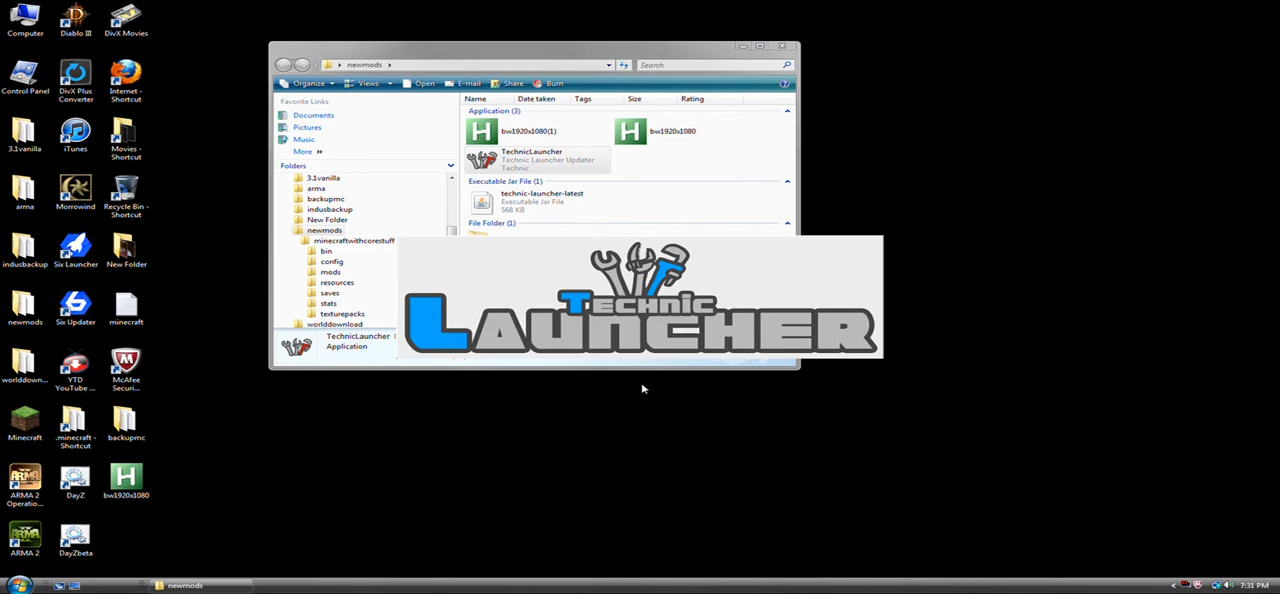 Computer
Diablo III
DivX Movies
Control Panel
DivX Plus
Converter
Internet -
Shortcut
3.1vanilla
iTunes
Movies -
Shortcut
arma
Morrowind
Recycle Bin -
Shortcut
indusbackup
Six Launcher
New Folder
newmods
Six Updater
minecraft
worlddown...
YTD
YouTube ...
McAfee
Securi...
Minecraft
.minecraft -
Shortcut
backupmc
ARMA 2
Operatio...
DayZ
bw1920x1080
ARMA 2
DayZbeta
newmods
Search
Organize
Views
Open
E-mail
Share
Burn
Favorite Links
Documents
Pictures
Music
More »
Folders
3.1vanilla
arma
backupmc
indusbackup
New Folder
newmods
minecraftwithcorestuff
bin
config
mods
resources
saves
stats
texturepacks
worlddownload
Name
Date taken
Tags
Size
Rating
Application (3)
bw1920x1080(1)
bw1920x1080
TechnicLauncher
Technic Launcher Updater
Technic
Executable Jar File (1)
technic-launcher-latest
Executable Jar File
568 KB
File Folder (1)
TechnicLauncher
Application
Technic
Launcher
newmods
7:31 PM